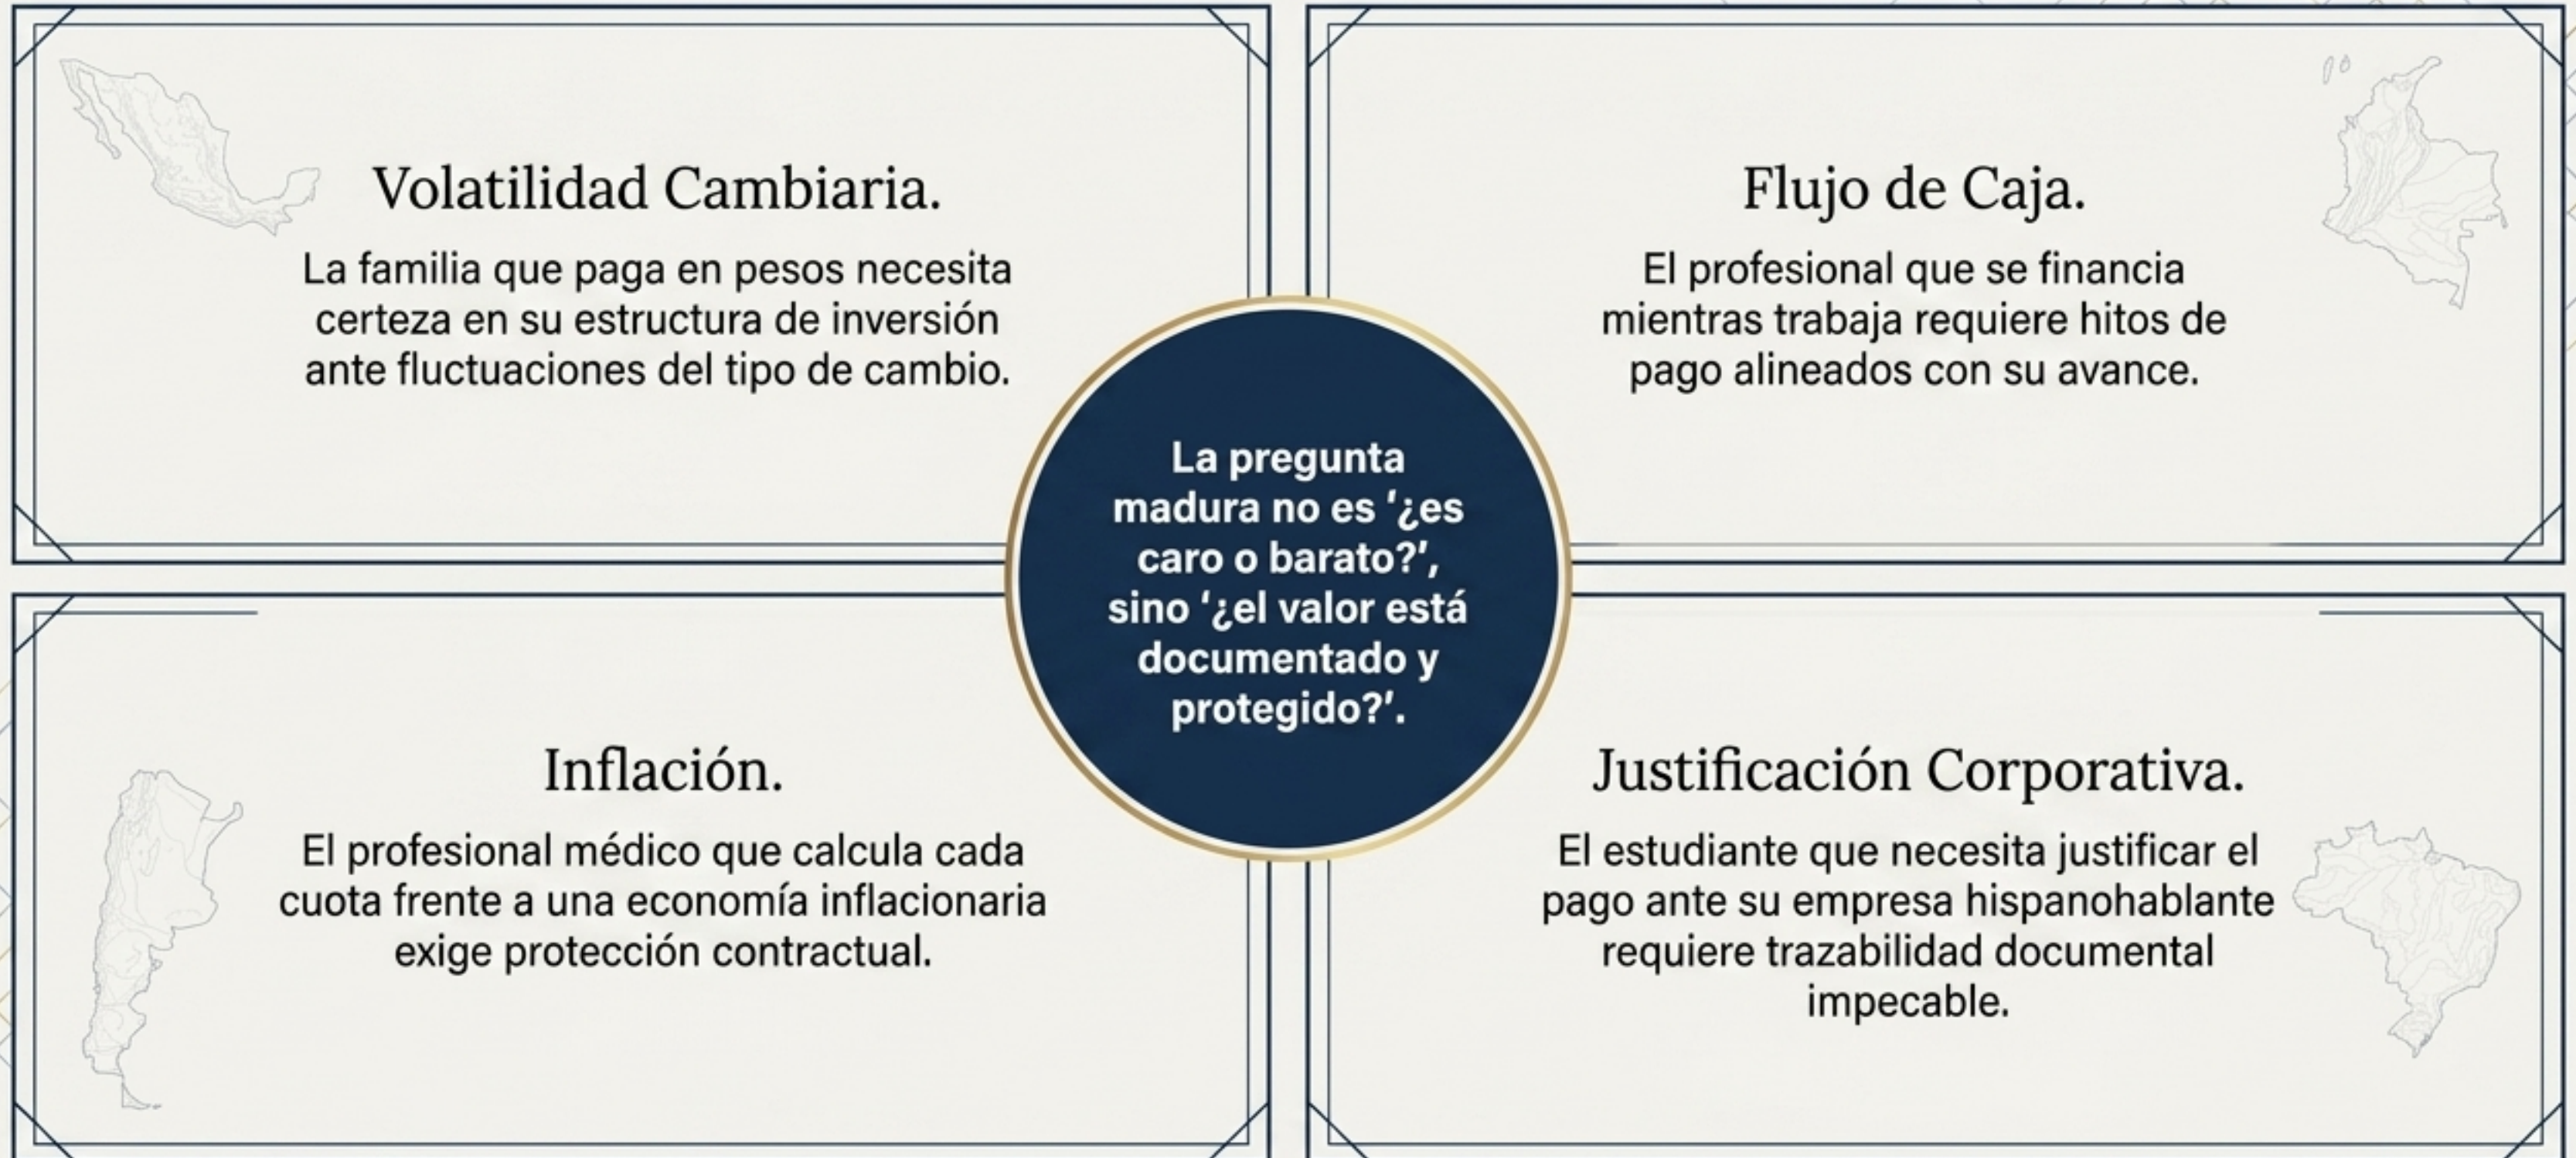 Volatilidad Cambiaria.
La familia que paga en pesos necesita
certeza en su estructura de inversión
ante fluctuaciones del tipo de cambio.
Flujo de Caja.
El profesional que se financia
mientras trabaja requiere hitos de
pago alineados con su avance.
La pregunta
madura no es ‘¿es
caro o barato?’,
sino ‘¿el valor está
documentado y
protegido?’.
Inflación.
El profesional médico que calcula cada
cuota frente a una economía inflacionaria
exige protección contractual.
Justificación Corporativa.
El estudiante que necesita justificar el
pago ante su empresa hispanohablante
requiere trazabilidad documental
impecable.